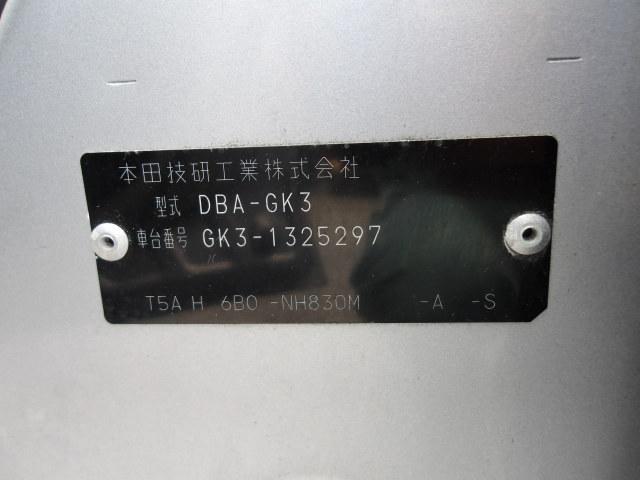 本田技研工業株式会社
型式 DBA-GK3
車台番号 GK3-1325297
T5A H 6B0 -NH830M -A -S